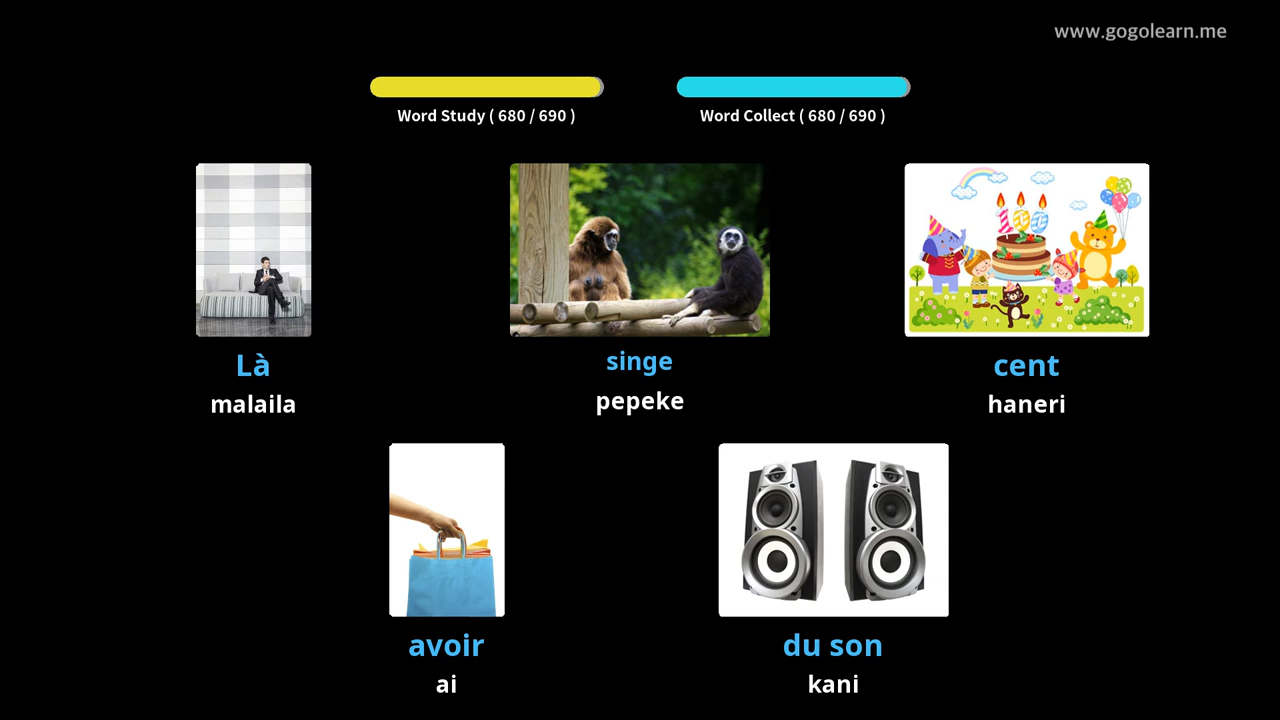 www.gogolearn.me
Word Study ( 680 / 690 )
Word Collect ( 680 / 690 )
100
Là
singe
cent
malaila
pepeke
haneri
avoir
du son
ai
kani